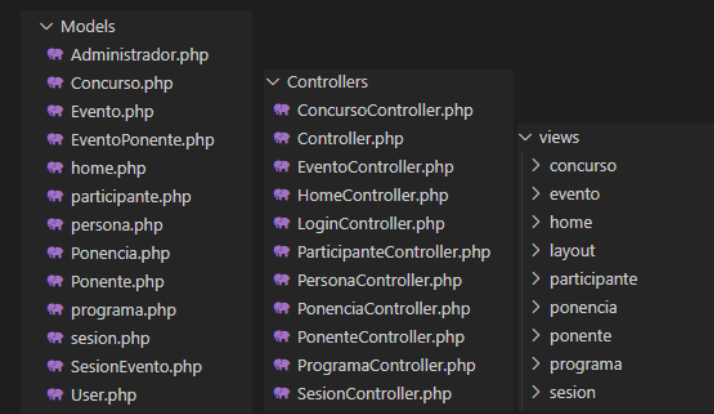 Models
Administrador.php
Concurso.php
Evento.php
EventoPonente.php
home.php
participante.php
persona.php
Ponencia.php
Ponente.php
programa.php
sesion.php
SesionEvento.php
User.php
Controllers
ConcursoController.php
Controller.php
EventoController.php
HomeController.php
LoginController.php
ParticipanteController.php
PersonaController.php
PonenciaController.php
PonenteController.php
ProgramaController.php
SesionController.php
views
concurso
evento
home
layout
participante
ponencia
ponente
programa
sesion